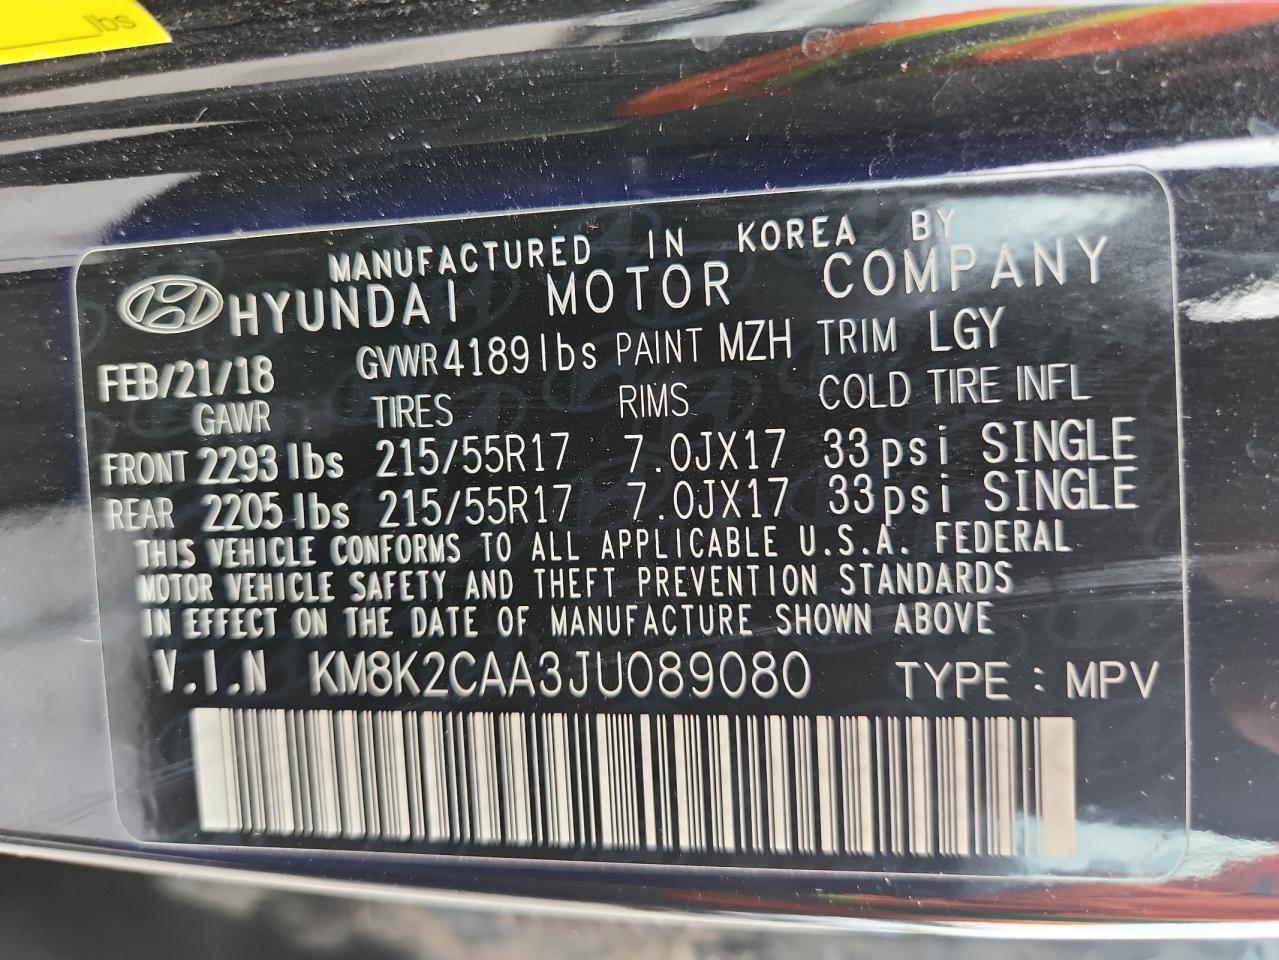 lbs
MANUFACTURED IN KOREA BY
HYUNDAI MOTOR COMPANY
FEB/21/18 GVWR 4189 lbs PAINT MZH TRIM LGY
GAWR TIRES RIMS COLD TIRE INFL
FRONT 2293 lbs 215/55R17 7.0JX17 33 psi SINGLE
REAR 2205 lbs 215/55R17 7.0JX17 33 psi SINGLE
THIS VEHICLE CONFORMS TO ALL APPLICABLE U.S.A. FEDERAL
MOTOR VEHICLE SAFETY AND THEFT PREVENTION STANDARDS
IN EFFECT ON THE DATE OF MANUFACTURE SHOWN ABOVE
V.I.N KM8K2CAA3JU089080 TYPE : MPV